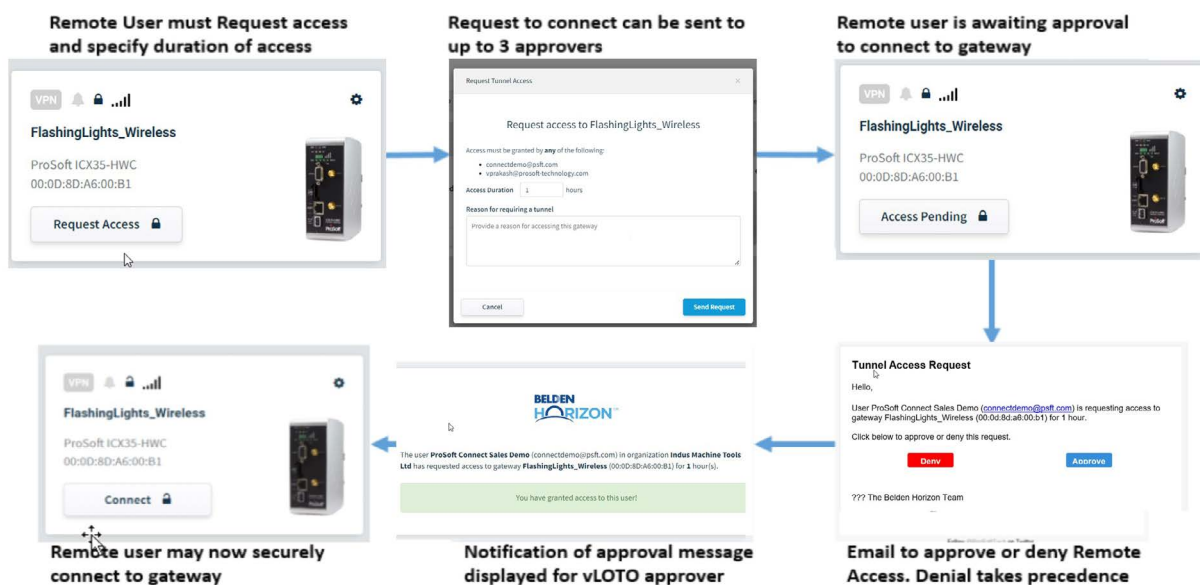 Remote User must Request access
and specify duration of access
VPN
FlashingLights_Wireless
ProSoft ICX35-HWC
00:0D:8D:A6:00:B1
Request Access
Request to connect can be sent to
up to 3 approvers
Request Tunnel Access
Request access to FlashingLights_Wireless
Access must be granted by any of the following:
connectdemo@psft.com
vprakash@prosoft-technology.com
Access Duration 1 hours
Reason for requiring a tunnel
Provide a reason for accessing this gateway
Cancel
Send Request
Remote user is awaiting approval
to connect to gateway
VPN
FlashingLights_Wireless
ProSoft ICX35-HWC
00:0D:8D:A6:00:B1
Access Pending
Tunnel Access Request
Hello,
User ProSoft Connect Sales Demo (connectdemo@psft.com) is requesting access to
gateway FlashingLights_Wireless (00:0d:8d:a6:00:b1) for 1 hour.
Click below to approve or deny this request.
Deny
Approve
??? The Belden Horizon Team
Email to approve or deny Remote
Access. Denial takes precedence
BELDEN
HORIZON
The user ProSoft Connect Sales Demo (connectdemo@psft.com) in organization Indus Machine Tools
Ltd has requested access to gateway FlashingLights_Wireless (00:0D:8D:A6:00:B1) for 1 hour(s).
You have granted access to this user!
Notification of approval message
displayed for vLOTO approver
VPN
FlashingLights_Wireless
ProSoft ICX35-HWC
00:0D:8D:A6:00:B1
Connect
Remote user may now securely
connect to gateway